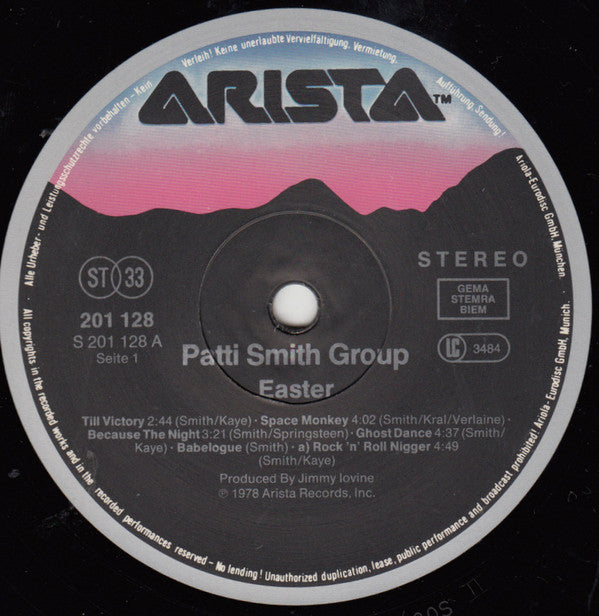 Alle Urheber- und Leistungsschutzrechte vorbehalten - Kein Verleih! Keine unerlaubte Vervielfältigung, Vermietung, Aufführung, Sendung!
ARISTA™
Ariola-Eurodisc GmbH, München.
STEREO
ST 33
GEMA
STEMRA
BIEM
201 128
S 201 128 A
Seite 1
LC 3484
Patti Smith Group
Easter
Till Victory 2:44 (Smith/Kaye) · Space Monkey 4:02 (Smith/Kral/Verlaine) ·
Because The Night 3:21 (Smith/Springsteen) · Ghost Dance 4:37 (Smith/
Kaye) · Babelogue (Smith) · a) Rock 'n' Roll Nigger 4:49
(Smith/Kaye)
Produced By Jimmy Iovine
℗ 1978 Arista Records, Inc.
All copyrights in the recorded works and in the recorded performances reserved – No lending! Unauthorized duplication, lease, public performance and broadcast prohibited! Ariola-Eurodisc GmbH, Munich.